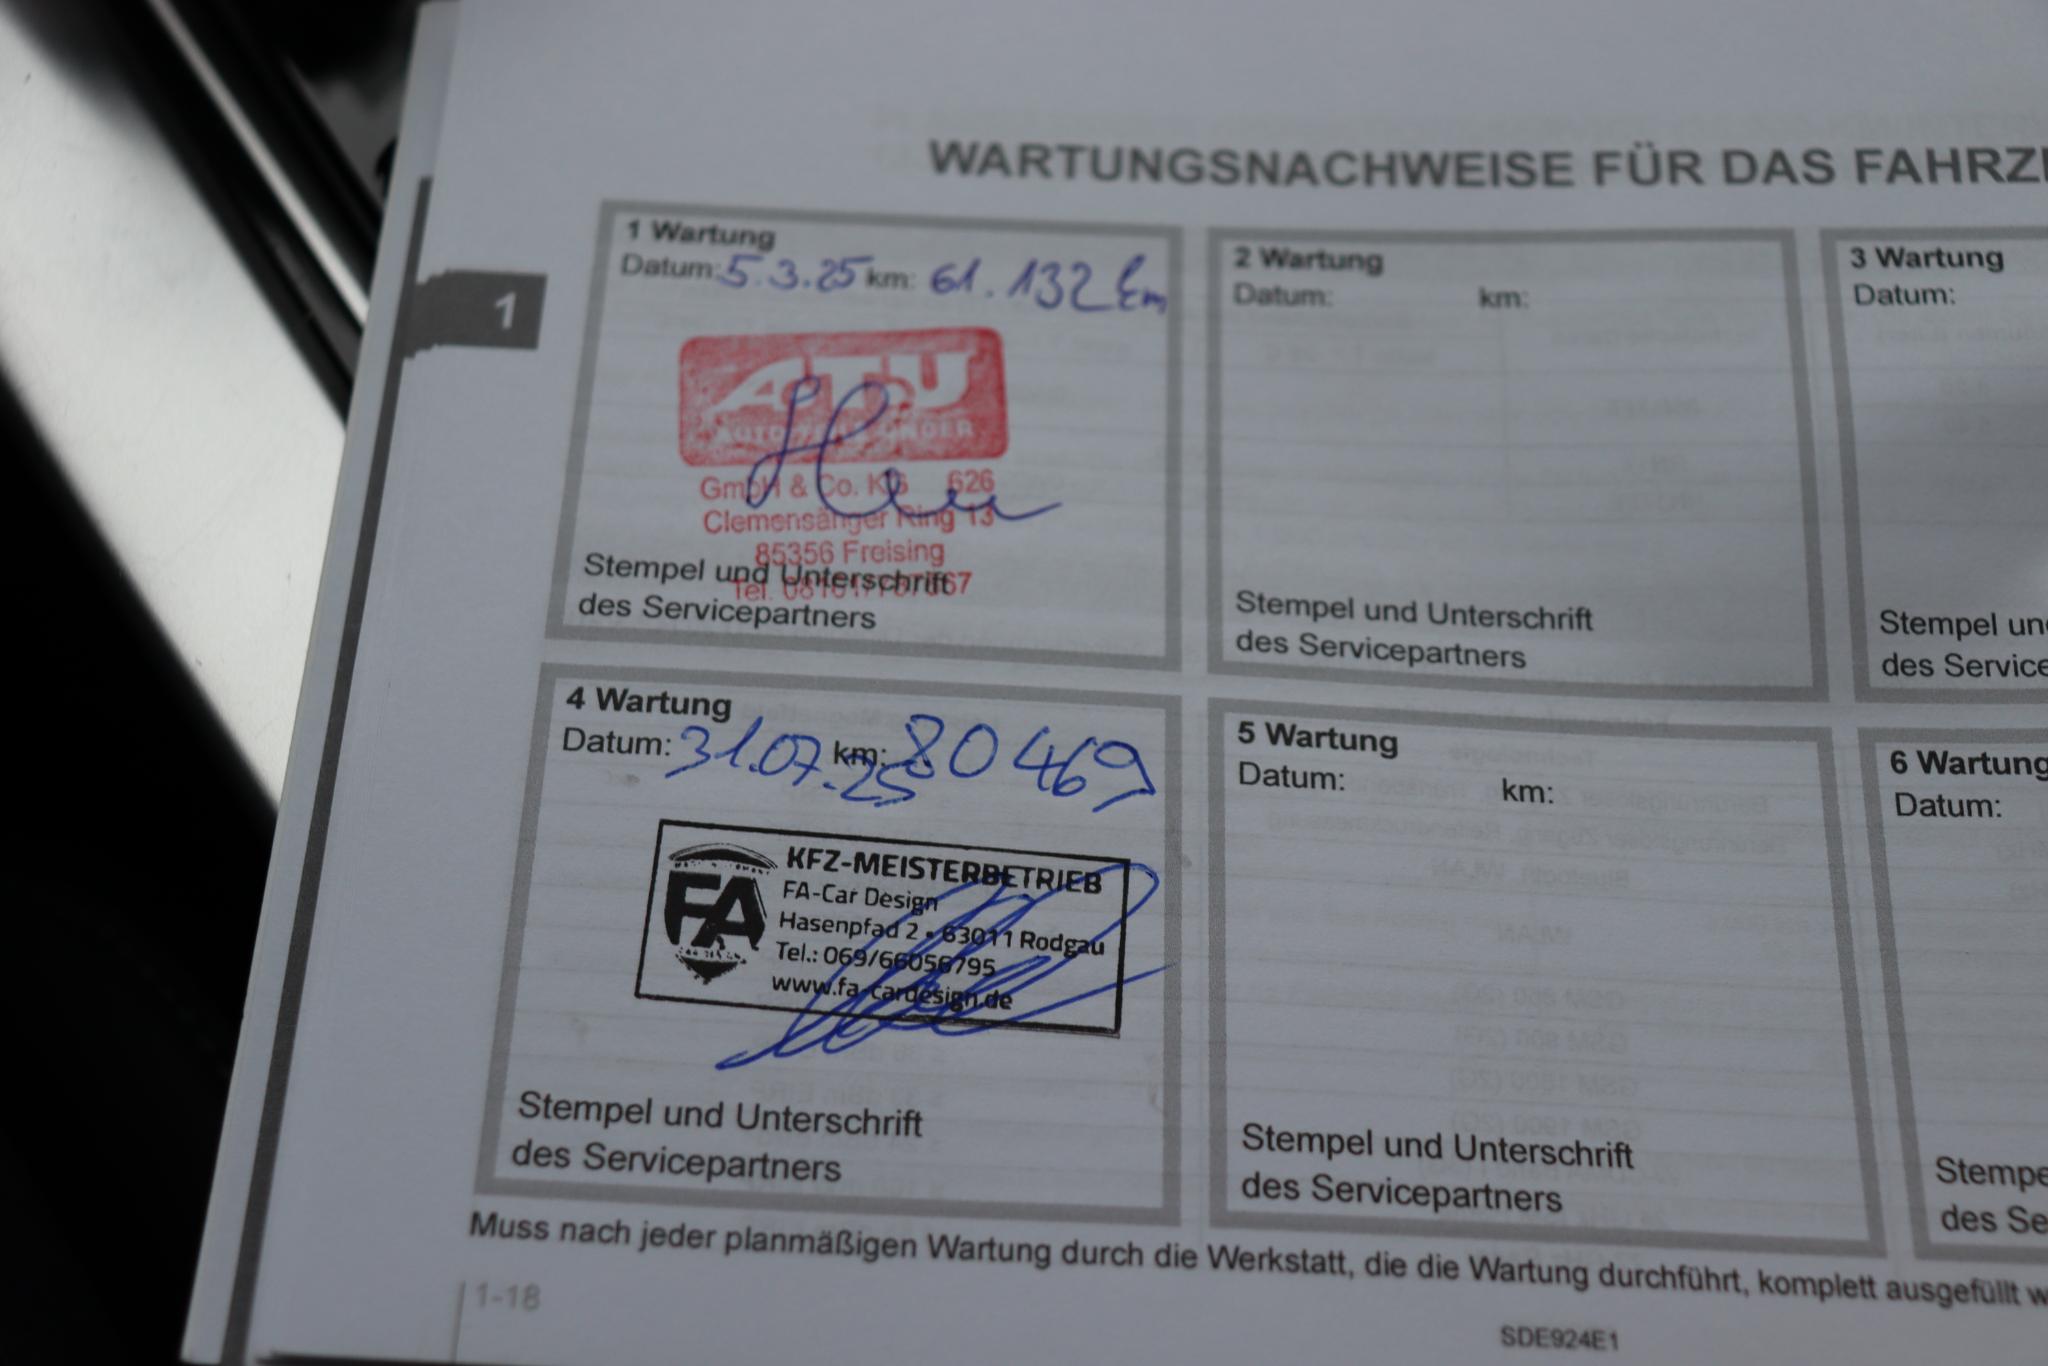 WARTUNGSNACHWEISE FÜR DAS
1
1 Wartung
Datum: 5.3.25 km: 61.132 km
A.T.U
GmbH & Co. KG 626
Clemensänger Ring 13
85356 Freising
Stempel und Unterschrift
des Servicepartners
2 Wartung
Datum: km:
Stempel und Unterschrift
des Servicepartners
3 Wartung
Datum:
Stempel
des
4 Wartung
Datum: 31.07.25 km: 80469
FA
KFZ-MEISTERBETRIEB
FA-Car Design
Hasenpfad 2 • 63011 Rodgau
Tel.: 069/66056795
www.fa-cardesign.de
Stempel und Unterschrift
des Servicepartners
5 Wartung
Datum: km:
Stempel und Unterschrift
des Servicepartners
6 Wartung
Datum:
des
Muss nach jeder planmäßigen Wartung durch die Werkstatt, die die Wartung durchführt, komplett ausgefüllt
1-18
SDE924E1